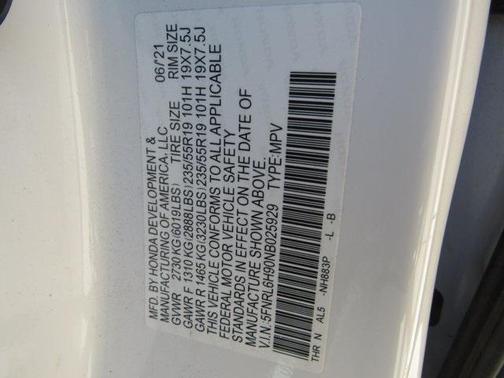 MFD. BY HONDA DEVELOPMENT & 06/'21
MANUFACTURING OF AMERICA, LLC
GVWR 2730 KG(6019LBS) TIRE SIZE RIM SIZE
GAWR F 1310 KG(2888LBS)235/55R19 101H 19X7.5J
GAWR R 1465 KG(3230LBS)235/55R19 101H 19X7.5J
THIS VEHICLE CONFORMS TO ALL APPLICABLE
FEDERAL MOTOR VEHICLE SAFETY
STANDARDS IN EFFECT ON THE DATE OF
MANUFACTURE SHOWN ABOVE.
V.I.N. 5FNRL6H90NB025929 TYPE:MPV
THR N AL5 -NH883P -L -B